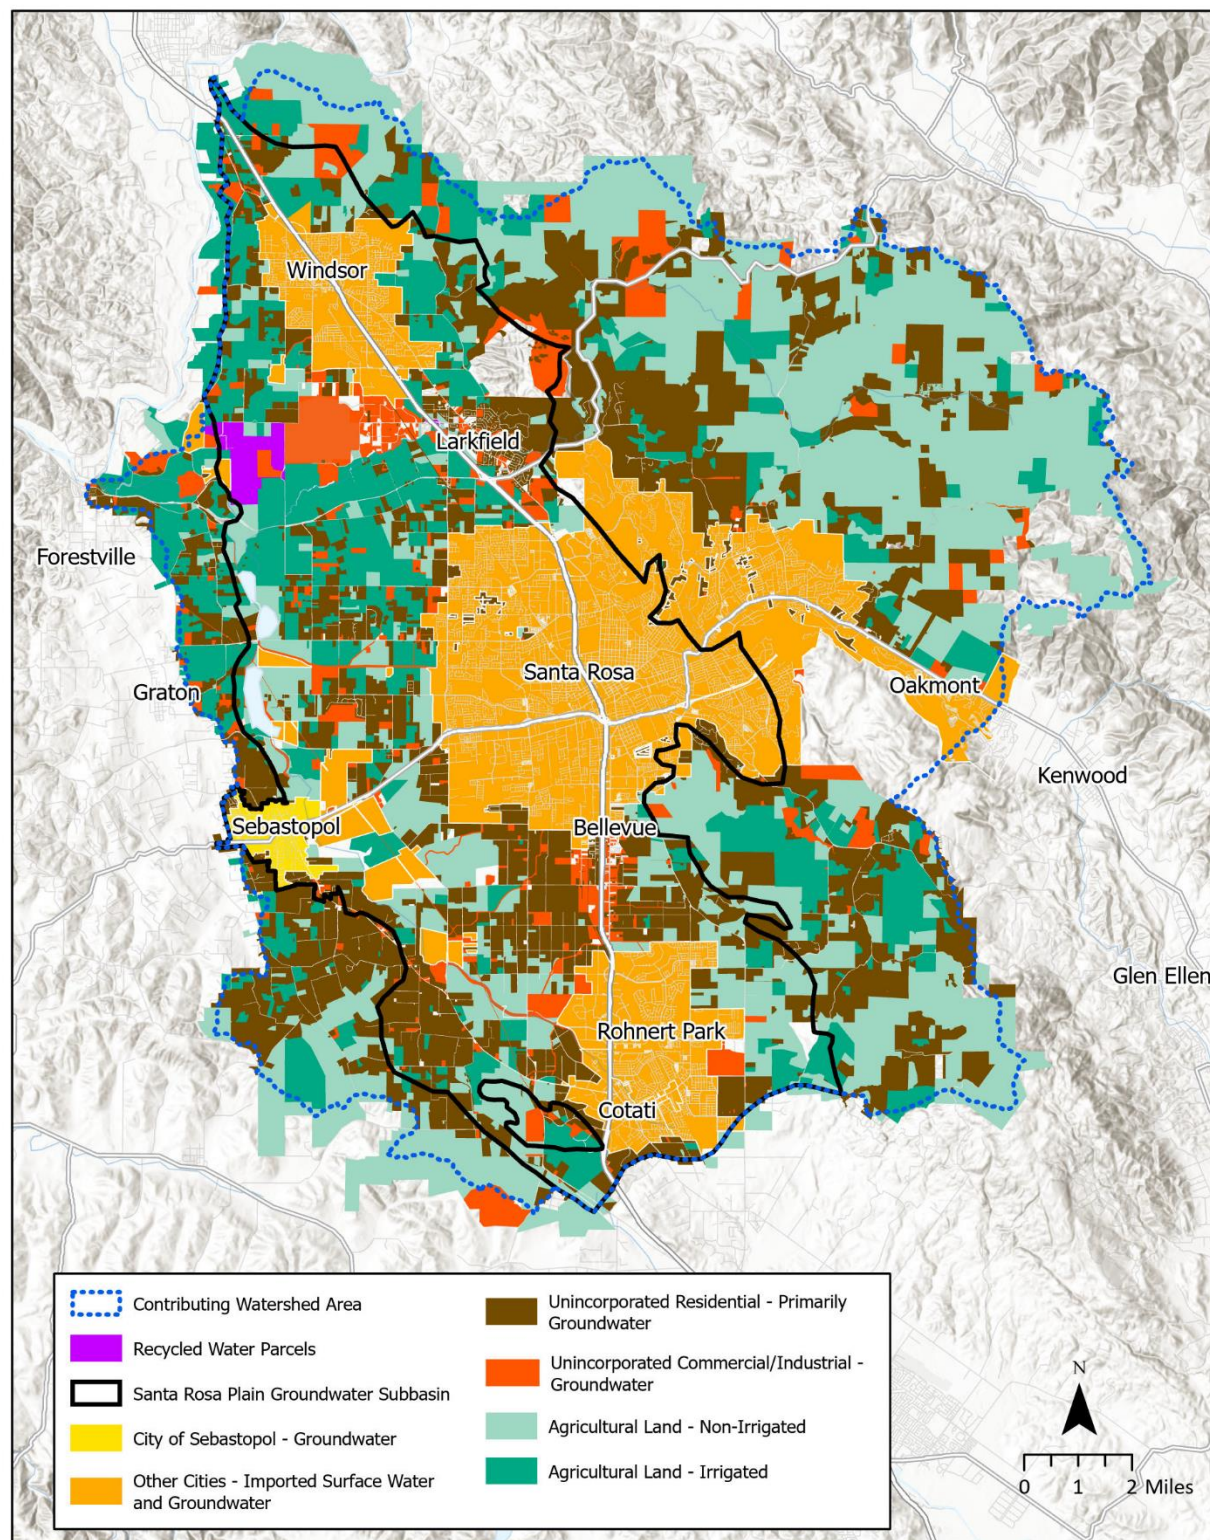 Windsor
Larkfield
Forestville
Santa Rosa
Graton
Oakmont
Kenwood
Sebastopol
Bellevue
Glen Ellen
Rohnert Park
Cotati
Contributing Watershed Area
Recycled Water Parcels
Santa Rosa Plain Groundwater Subbasin
City of Sebastopol - Groundwater
Other Cities - Imported Surface Water
and Groundwater
Unincorporated Residential - Primarily
Groundwater
Unincorporated Commercial/Industrial -
Groundwater
Agricultural Land - Non-Irrigated
Agricultural Land - Irrigated
N
0 1 2 Miles